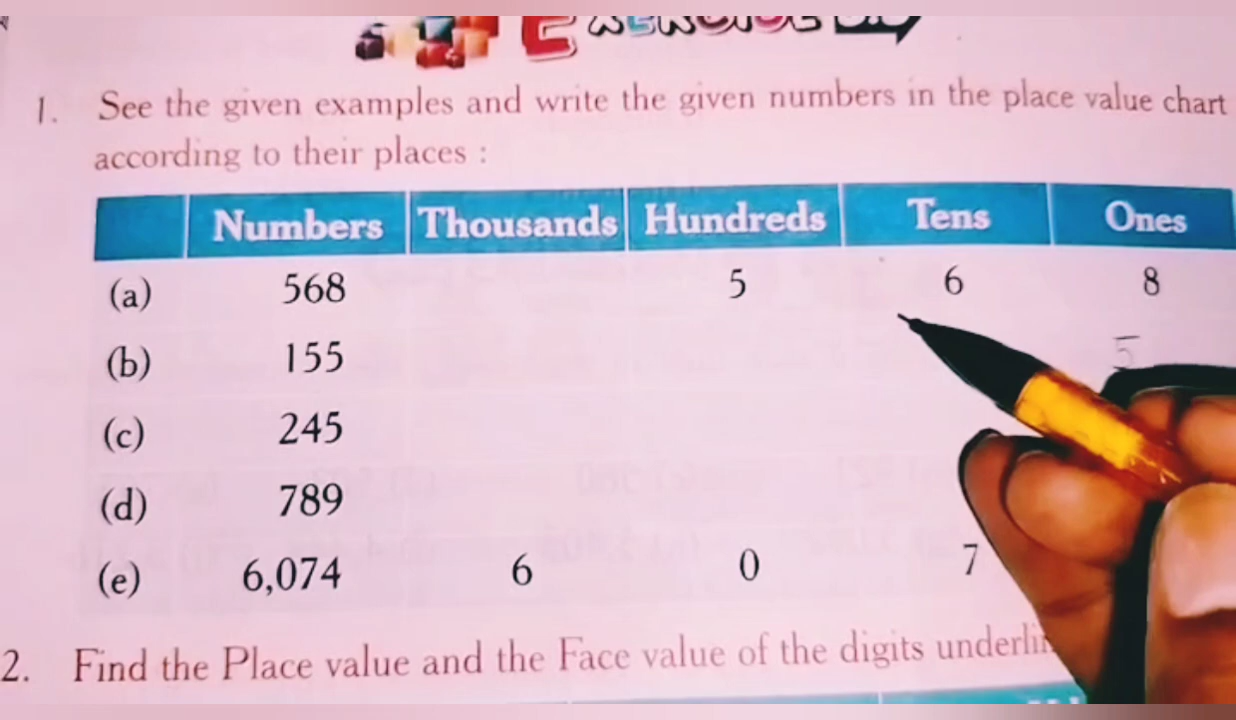 1. See the given examples and write the given numbers in the place value chart
according to their places :
Numbers Thousands Hundreds Tens Ones
(a) 568 5 6 8
(b) 155 5
(c) 245
(d) 789
(e) 6,074 6 0 7
2. Find the Place value and the Face value of the digits